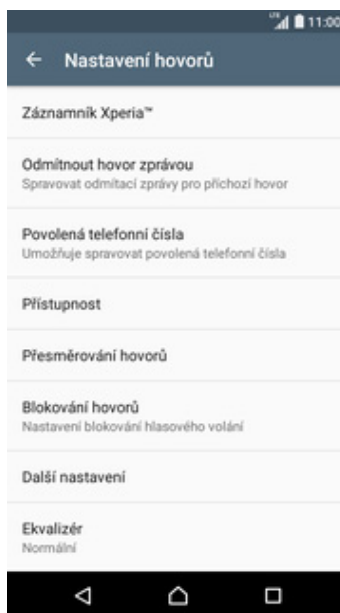 LTE 11:00
Nastavení hovorů
Záznamník Xperia™
Odmítnout hovor zprávou
Spravovat odmítací zprávy pro příchozí hovor
Povolená telefonní čísla
Umožňuje spravovat povolená telefonní čísla
Přístupnost
Přesměrování hovorů
Blokování hovorů
Nastavení blokování hlasového volání
Další nastavení
Ekvalizér
Normální